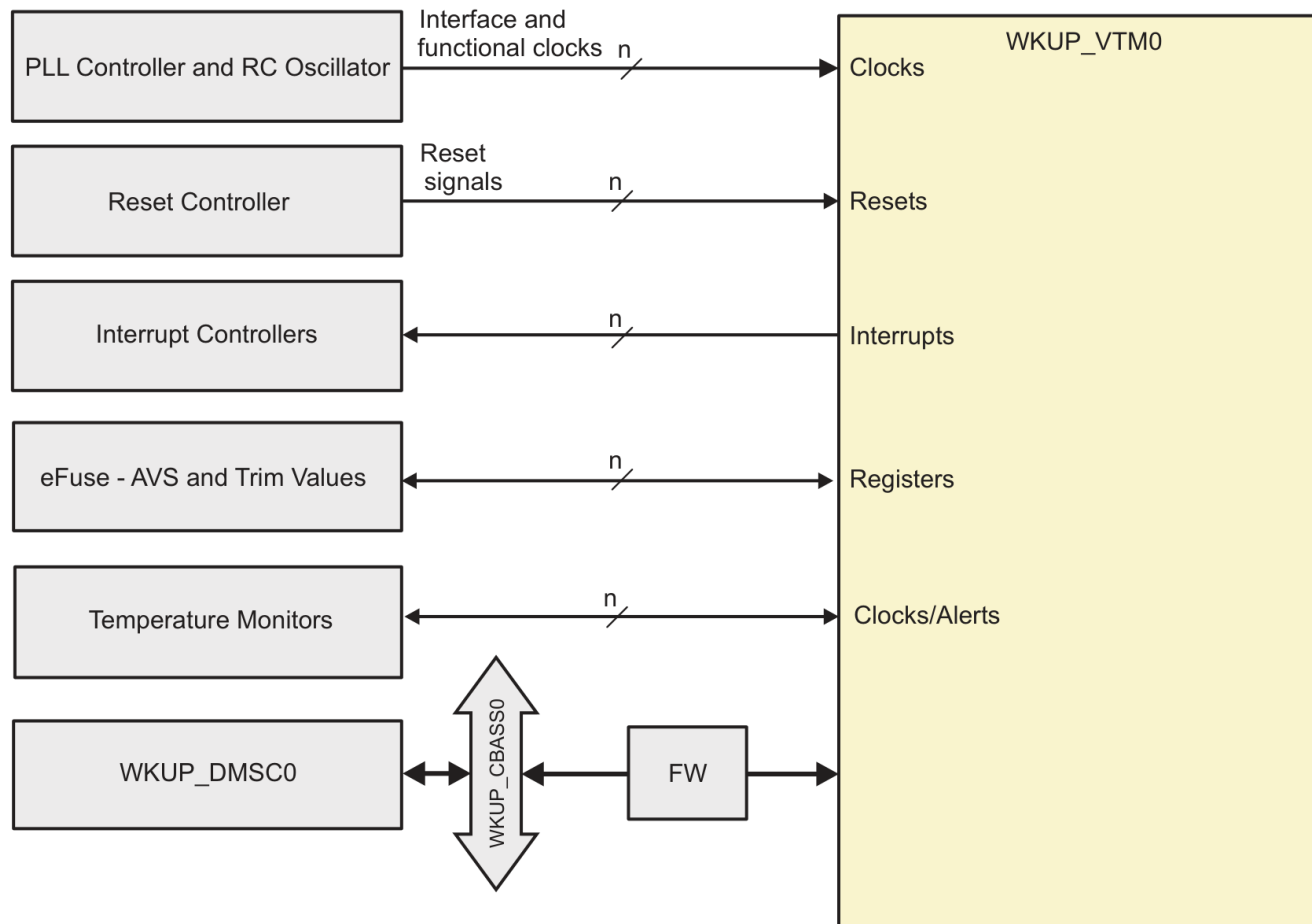 WKUP_VTM0
Interface and
functional clocks
n
PLL Controller and RC Oscillator
Clocks
Reset
signals
n
Reset Controller
Resets
n
Interrupt Controllers
Interrupts
n
eFuse - AVS and Trim Values
Registers
n
Temperature Monitors
Clocks/Alerts
WKUP_DMSC0
WKUP_CBASS0
FW